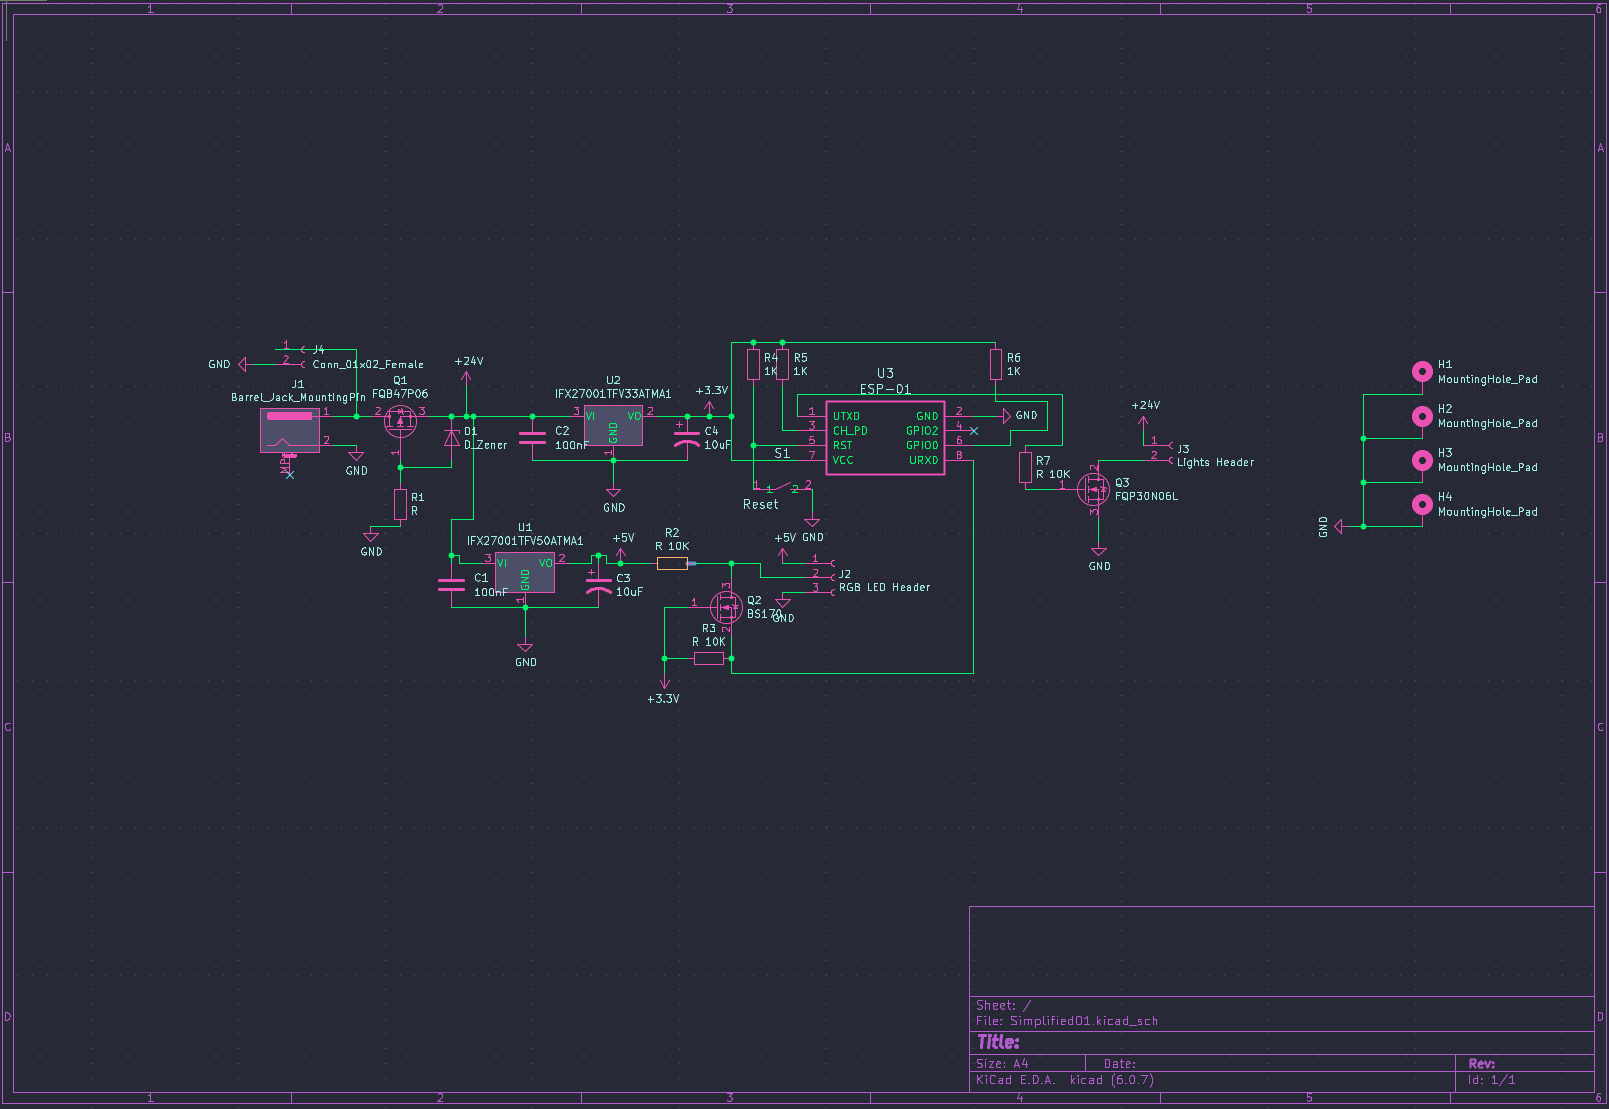 1 2 3 4 5 6
A A
B B
C C
D D
1 J4
GND 2 Conn_01x02_Female
J1
Barrel_Jack_MountingPin
1
2
MP
GND
Q1
FQB47P06
2 3
1
R1
R
GND
+24V
D1
D_Zener
C2
100nF
U2
IFX27001TFV33ATMA1
3 VI VO 2
GND
1
GND
+3.3V
C4
10uF
R4
1K
R5
1K
R6
1K
U3
ESP-01
1 UTXD GND 2 GND
3 CH_PD GPIO2 4
5 RST GPIO0 6
7 VCC URXD 8
S1
1 2
Reset
GND
R7
R 10K
+24V
1 J3
2 Lights Header
Q3
FQP30N06L
1
2
3
GND
H1
MountingHole_Pad
H2
MountingHole_Pad
H3
MountingHole_Pad
H4
MountingHole_Pad
GND
U1
IFX27001TFV50ATMA1
3 VI VO 2
GND
1
GND
C1
100nF
C3
10uF
+5V
R2
R 10K
+5V
1
2 J2
3 RGB LED Header
GND
Q2
BS170
1
3
2
R3
R 10K
+3.3V
Sheet: /
File: Simplified01.kicad_sch
Title:
Size: A4 Date: Rev:
KiCad E.D.A. kicad (6.0.7) Id: 1/1
1 2 3 4 5 6